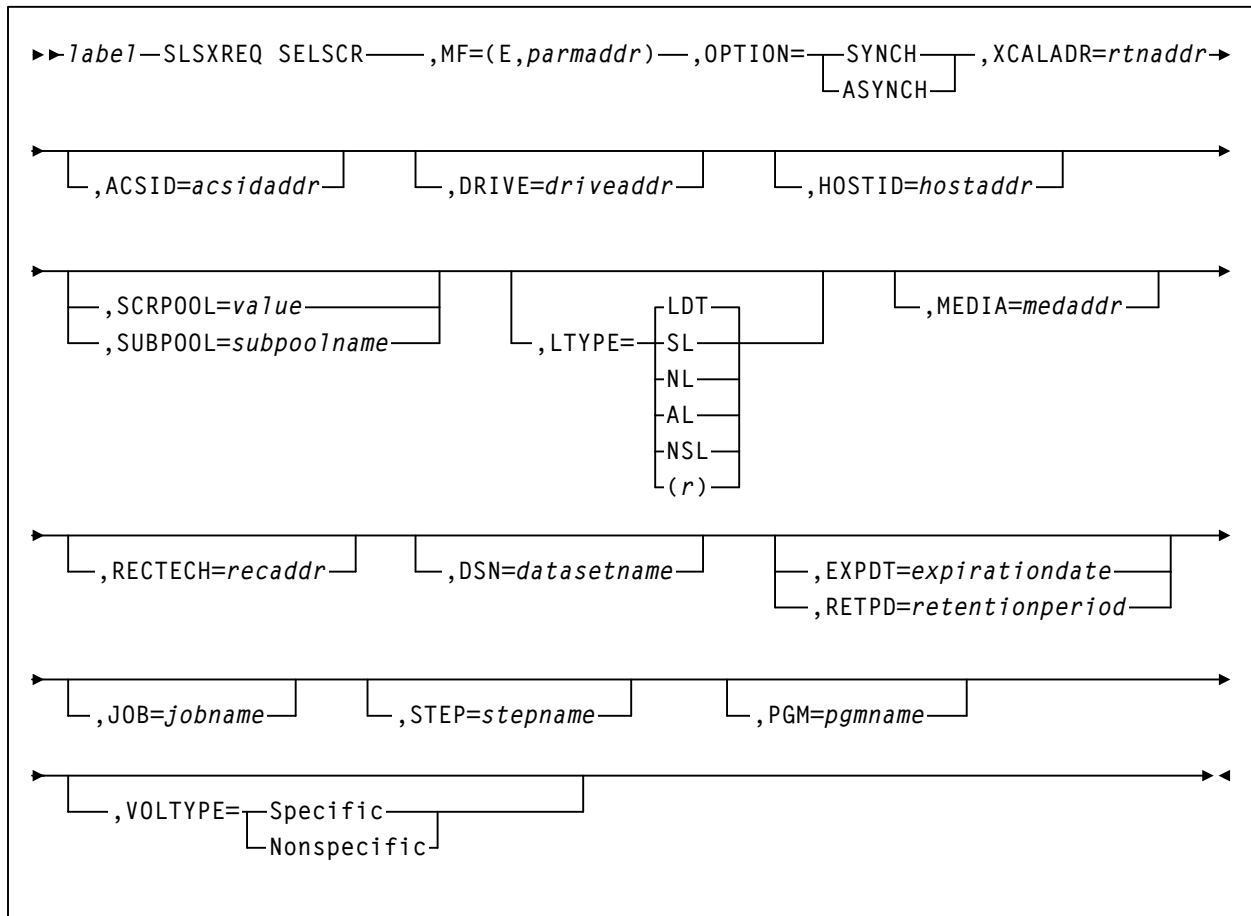 label SLSXREQ SELSCR ,MF=(E,parmaddr) ,OPTION= SYNCH ,XCALADR=rtnaddr
ASYNCH
,ACSID=acsidaddr ,DRIVE=driveaddr ,HOSTID=hostaddr
,SCRPOOL=value ,LTYPE= LDT ,MEDIA=medaddr
,SUBPOOL=subpoolname SL
NL
AL
NSL
(r)
,RECTECH=recaddr ,DSN=datasetname ,EXPDT=expirationdate
,RETPD=retentionperiod
,JOB=jobname ,STEP=stepname ,PGM=pgmname
,VOLTYPE= Specific
Nonspecific